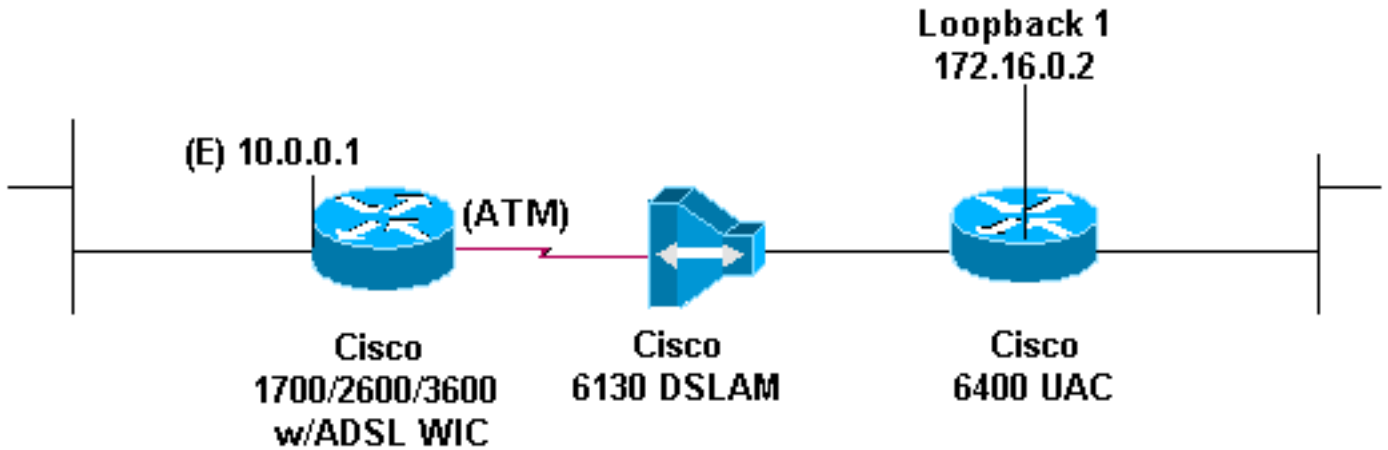 Loopback 1
172.16.0.2
(E) 10.0.0.1
(ATM)
Cisco
1700/2600/3600
w/ADSL WIC
Cisco
6130 DSLAM
Cisco
6400 UAC